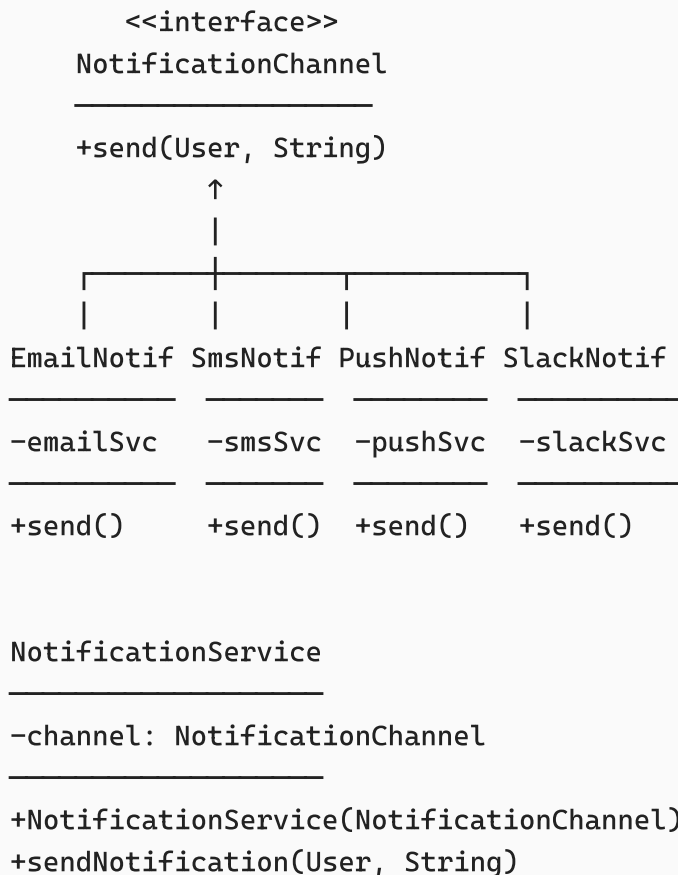 <<interface>>
NotificationChannel
+send(User, String)
EmailNotif SmsNotif PushNotif SlackNotif
-emailSvc -smsSvc -pushSvc -slackSvc
+send() +send() +send() +send()
NotificationService
-channel: NotificationChannel
+NotificationService(NotificationChannel)
+sendNotification(User, String)